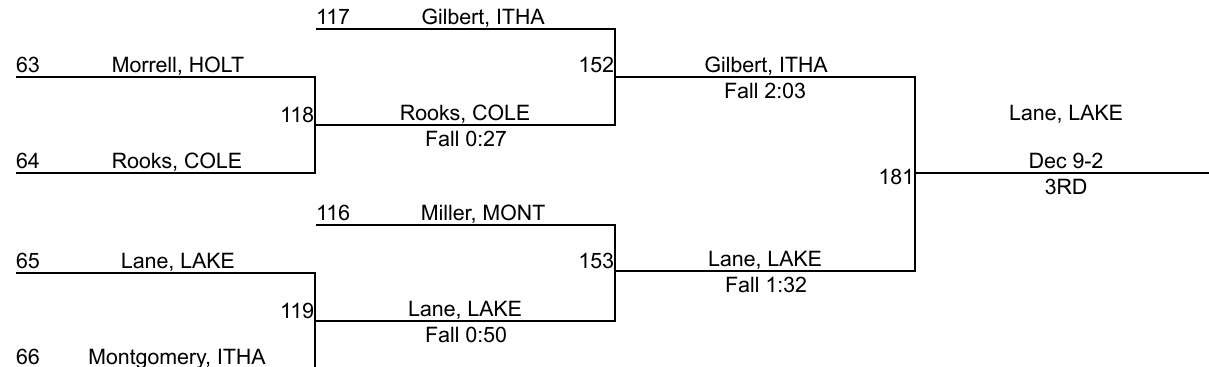 117 Gilbert, ITHA
63 Morrell, HOLT
152 Gilbert, ITHA
Fall 2:03
118 Rooks, COLE
Fall 0:27
Lane, LAKE
64 Rooks, COLE
Dec 9-2
181
3RD
116 Miller, MONT
65 Lane, LAKE
153 Lane, LAKE
Fall 1:32
119 Lane, LAKE
Fall 0:50
66 Montgomery, ITHA